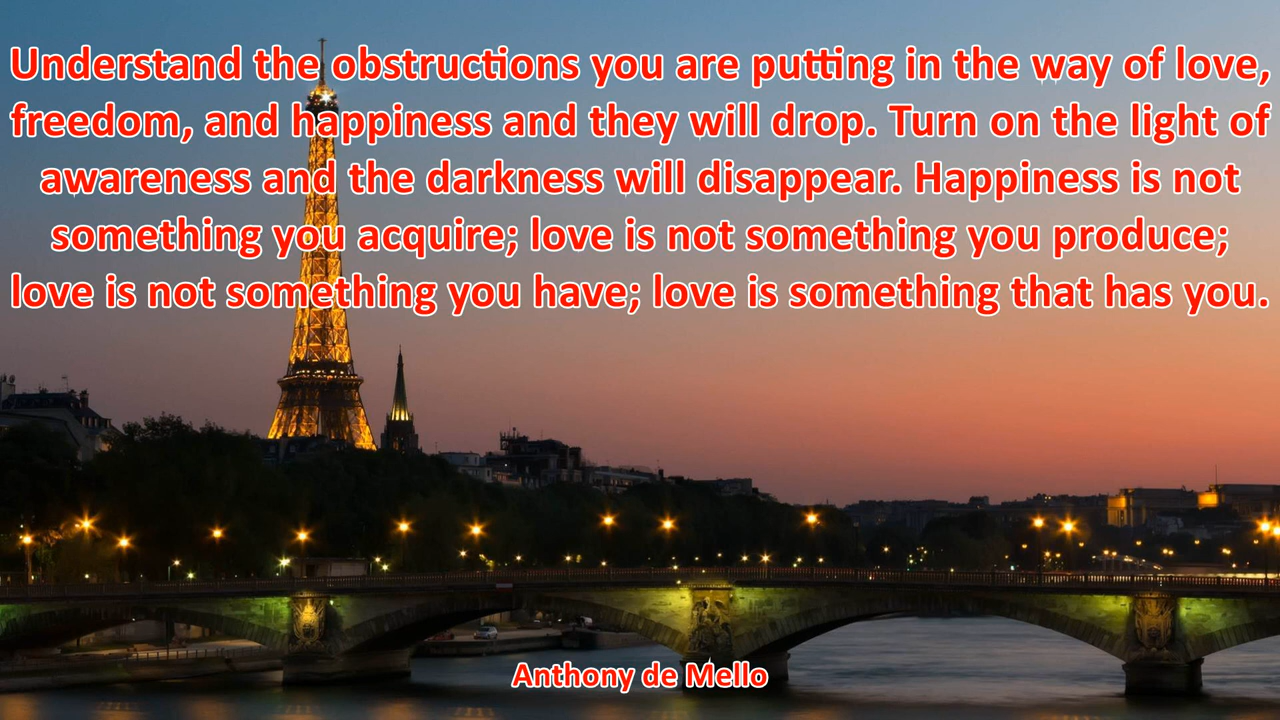 Understand the obstructions you are putting in the way of love,
freedom, and happiness and they will drop. Turn on the light of
awareness and the darkness will disappear. Happiness is not
something you acquire; love is not something you produce;
love is not something you have; love is something that has you.
Anthony de Mello